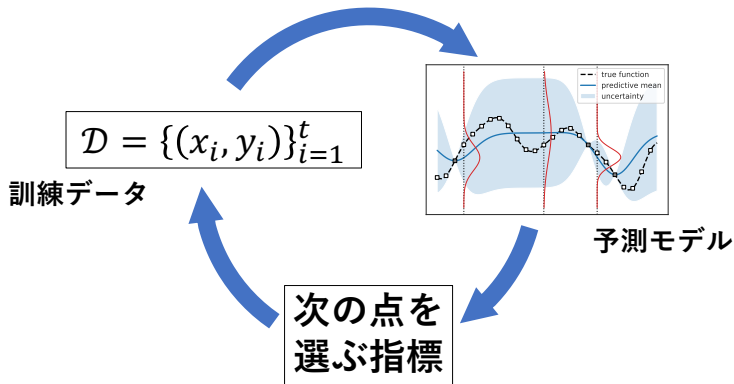 true function
predictive mean
uncertainty
𝒟 = {(xᵢ, yᵢ)}ᵗᵢ₌₁
訓練データ
予測モデル
次の点を
選ぶ指標